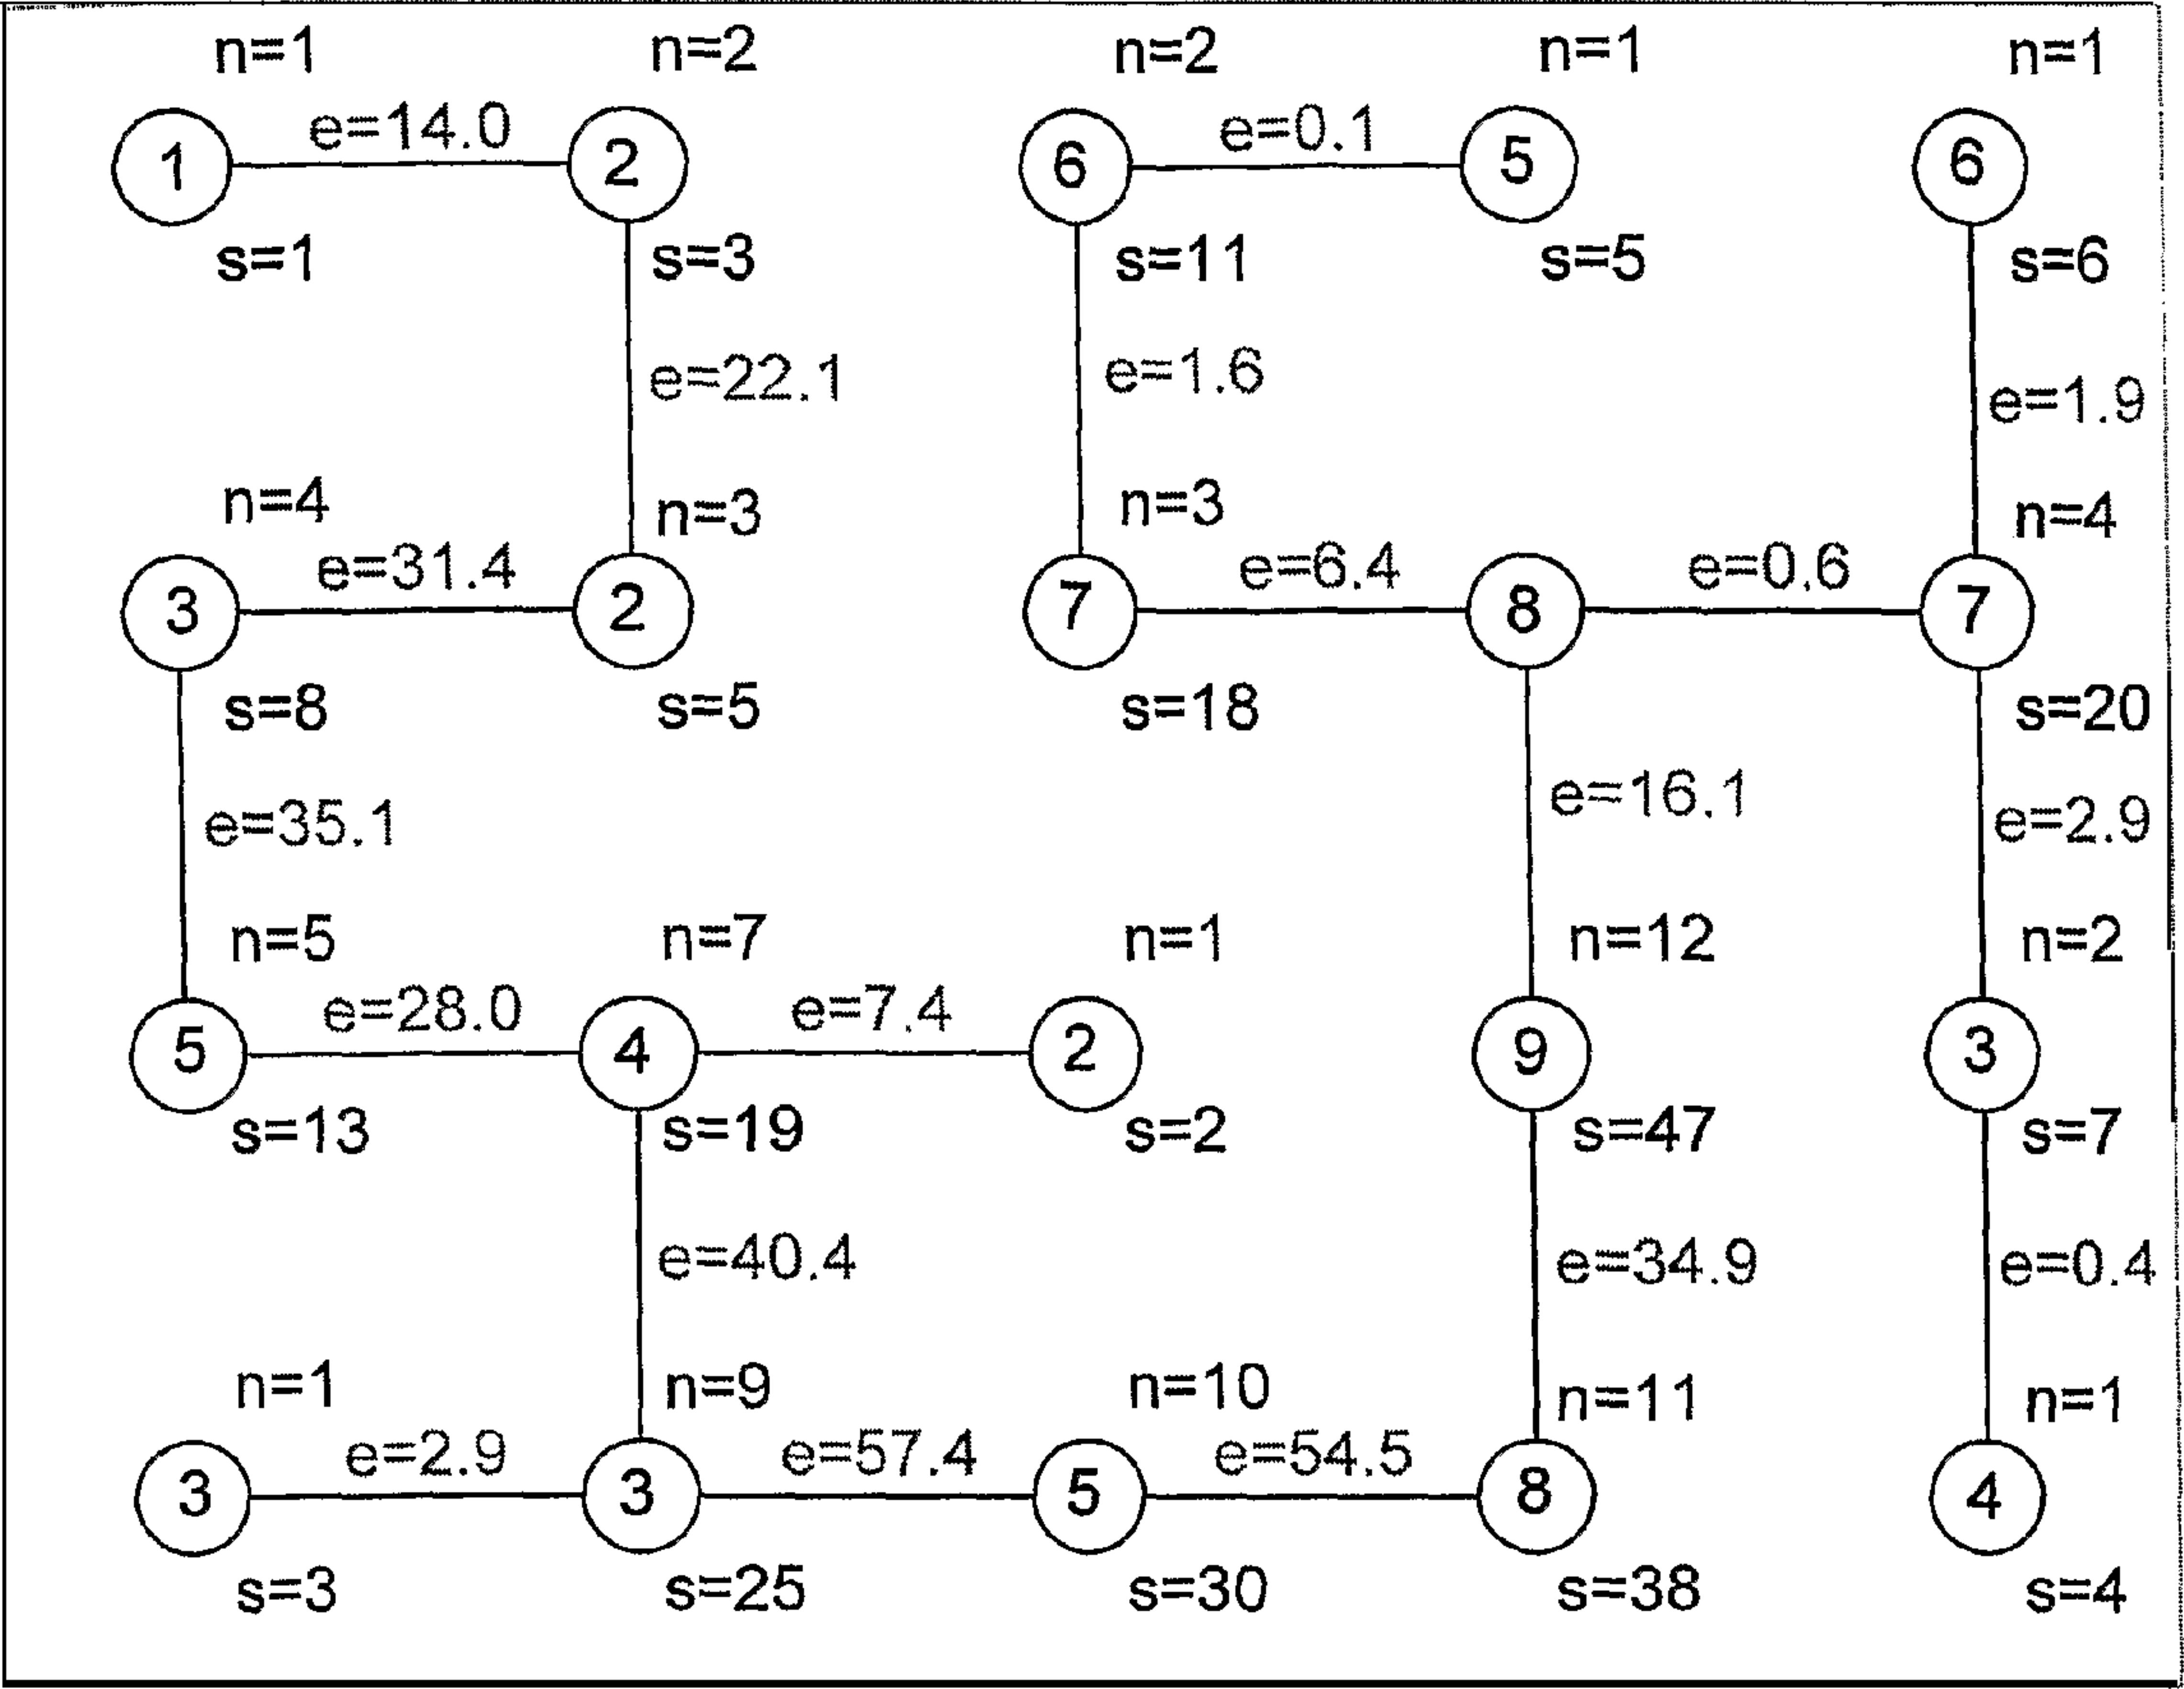 n=1 n=2 n=2 n=1 n=1
1 e=14.0 2 6 e=0.1 5 6
s=1 s=3 s=11 s=5 s=6
e=22.1 e=1.6 e=1.9
n=4 n=3 n=3 n=4
3 e=31.4 2 7 e=6.4 8 e=0.6 7
s=8 s=5 s=18 s=20
e=35.1 e=16.1 e=2.9
n=5 n=7 n=1 n=12 n=2
5 e=28.0 4 e=7.4 2 9 3
s=13 s=19 s=2 s=47 s=7
e=40.4 e=34.9 e=0.4
n=1 n=9 n=10 n=11 n=1
3 e=2.9 3 e=57.4 5 e=54.5 8 4
s=3 s=25 s=30 s=38 s=4